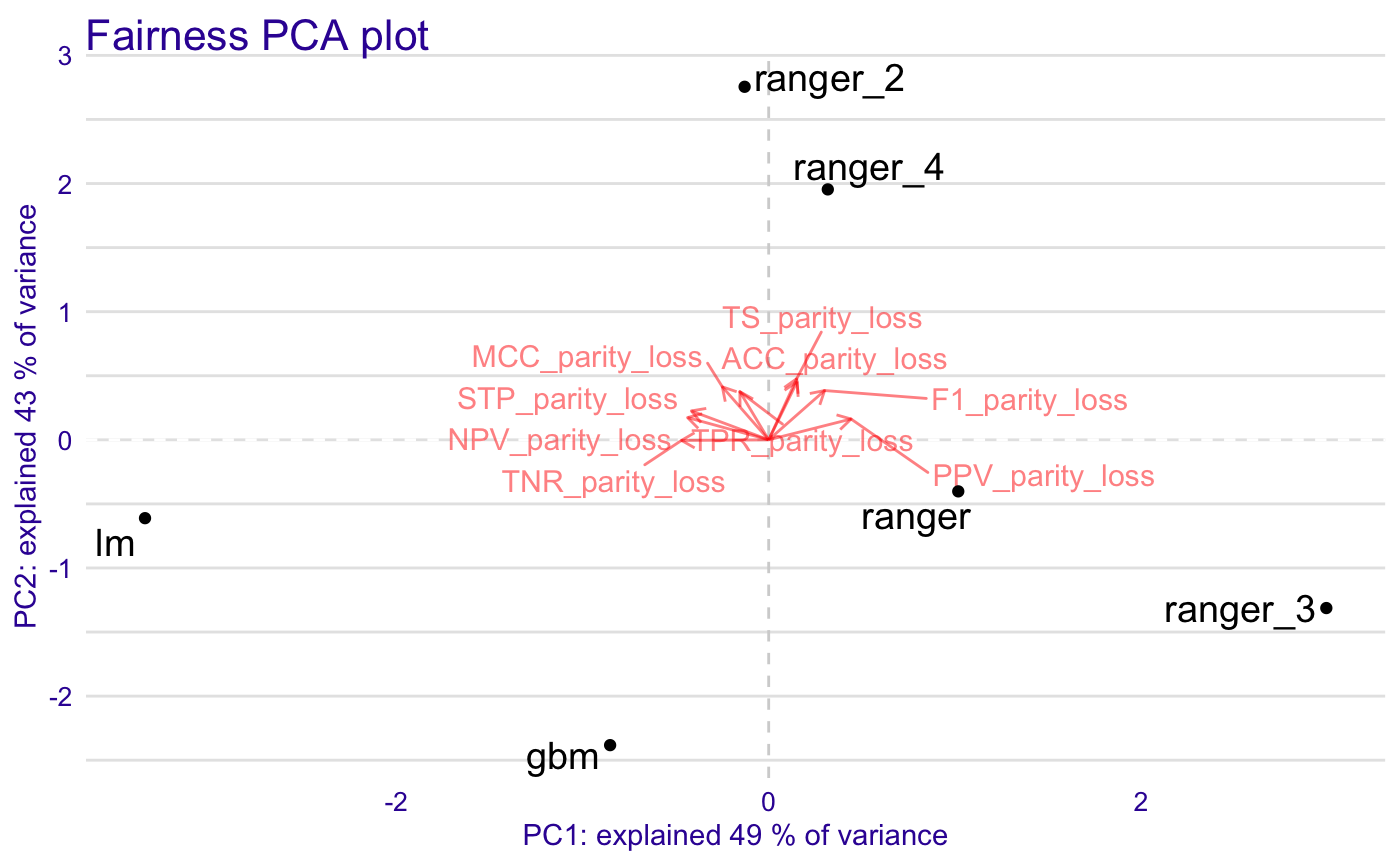 Fairness PCA plot
3
ranger_2
ranger_4
2
PC2: explained 43 % of variance
1
TS_parity_loss
MCC_parity_loss
ACC_parity_loss
STP_parity_loss
F1_parity_loss
0
NPV_parity_loss
TPR_parity_loss
TNR_parity_loss
PPV_parity_loss
ranger
lm
-1
ranger_3
-2
gbm
-2
0
2
PC1: explained 49 % of variance